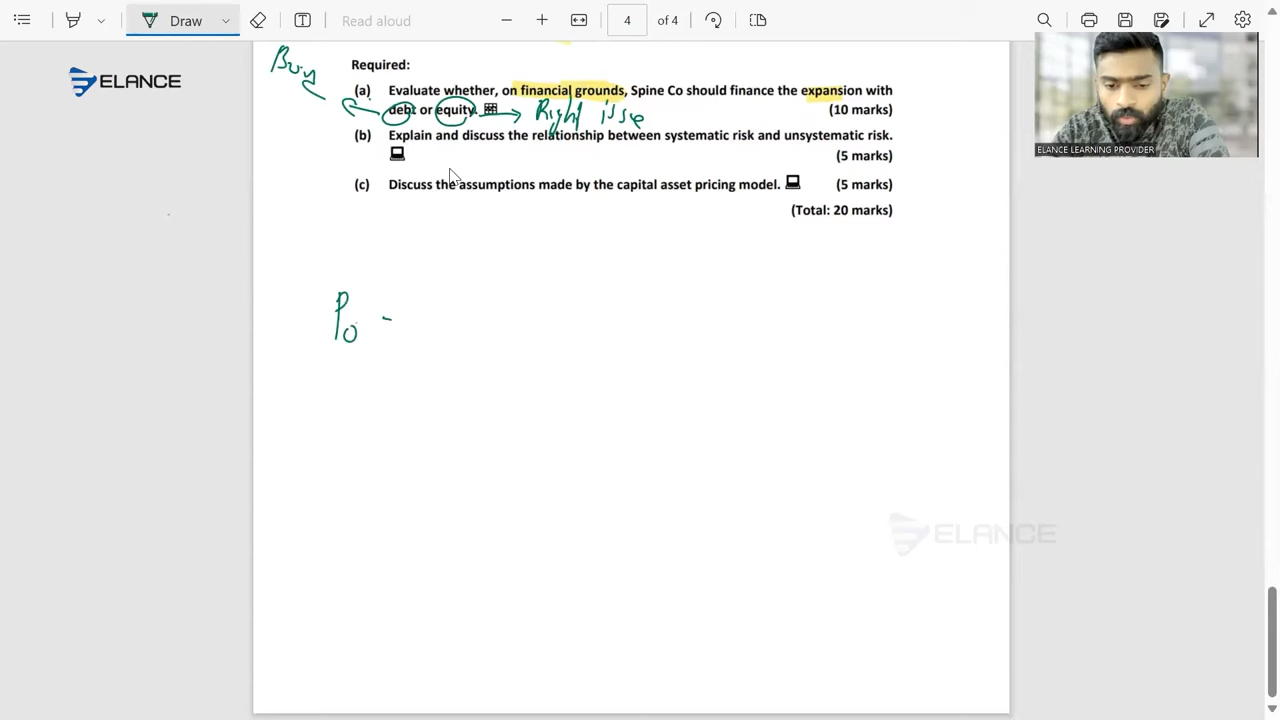 Draw
Read aloud
4 of 4
ELANCE
Required:
(a) Evaluate whether, on financial grounds, Spine Co should finance the expansion with
debt or equity. (10 marks)
Right isse
(b) Explain and discuss the relationship between systematic risk and unsystematic risk.
(5 marks)
(c) Discuss the assumptions made by the capital asset pricing model. (5 marks)
(Total: 20 marks)
P0 -
ELANCE
ELANCE LEARNING PROVIDER